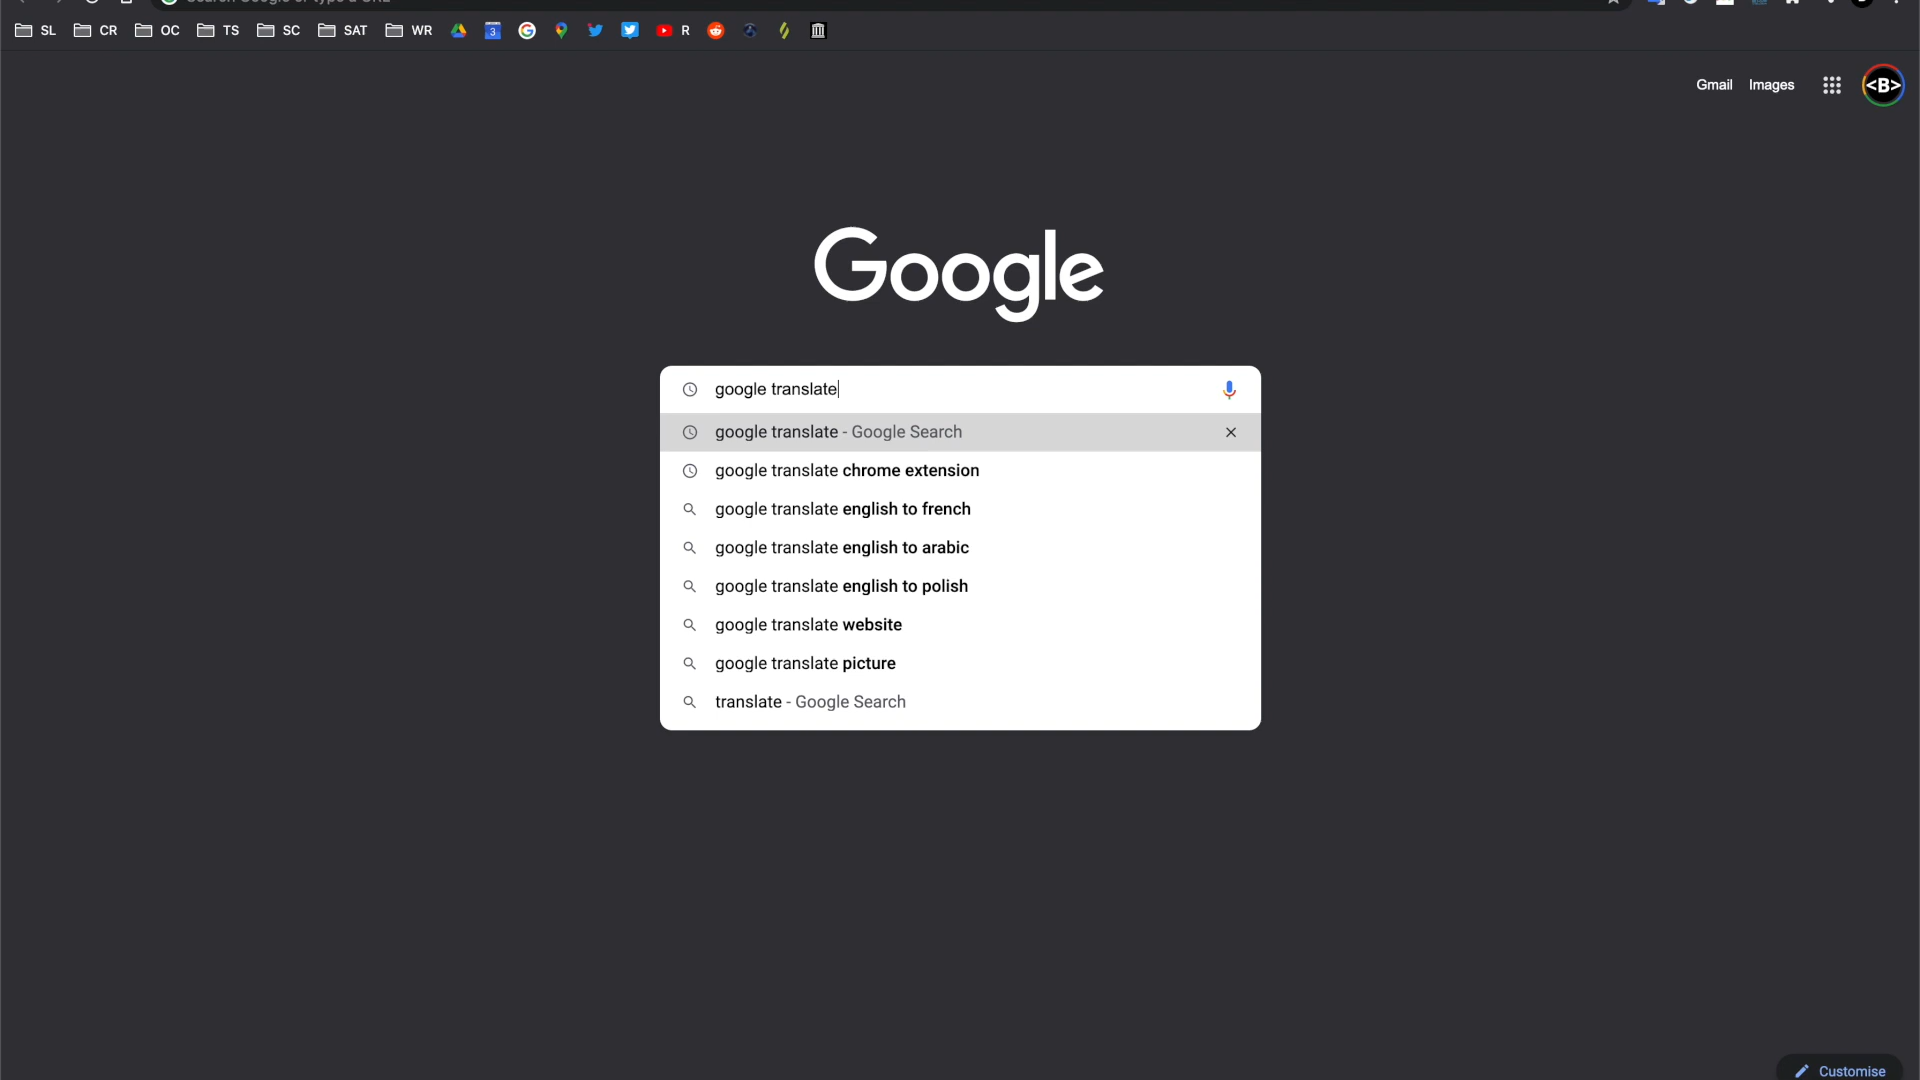 SL CR OC TS SC SAT WR 3 R
Gmail Images <B>
Google
google translate
google translate - Google Search
google translate chrome extension
google translate english to french
google translate english to arabic
google translate english to polish
google translate website
google translate picture
translate - Google Search
Customise